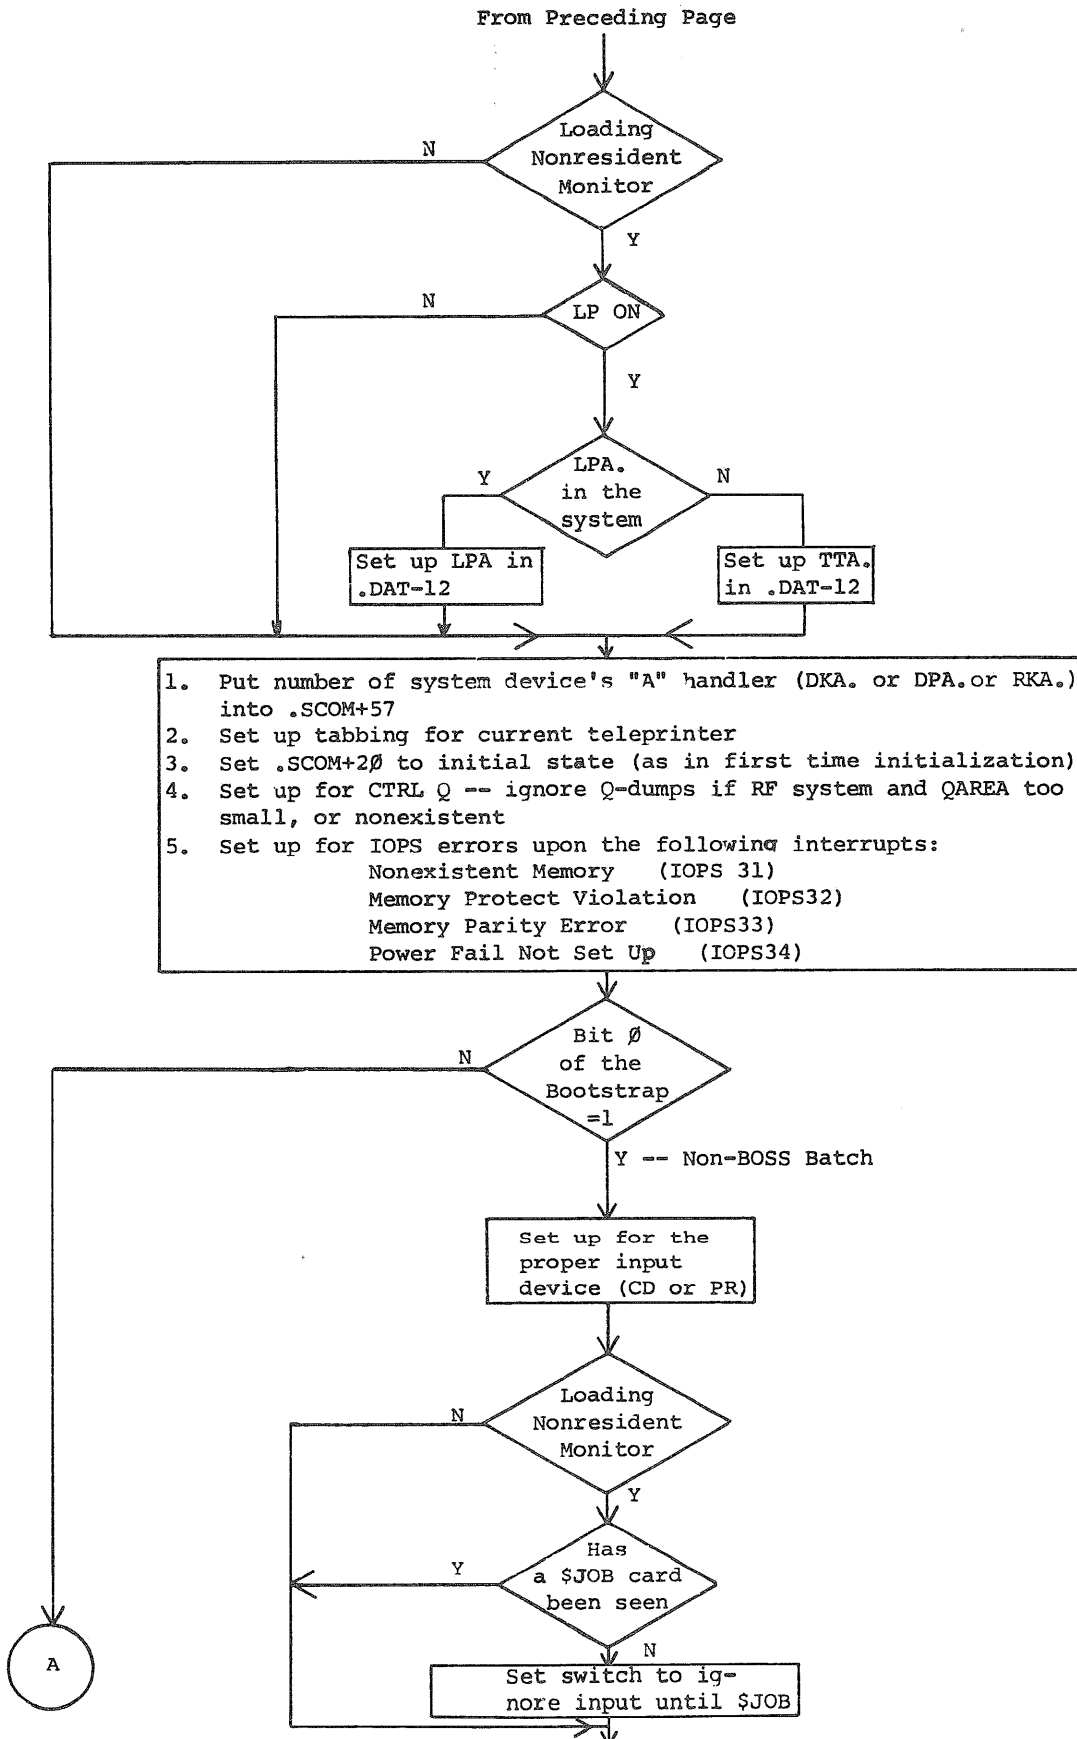 From Preceding Page
Loading
Nonresident
Monitor
N
Y
LP ON
N
Y
LPA.
in the
system
Y
N
Set up LPA in
.DAT-12
Set up TTA.
in .DAT-12
1. Put number of system device's "A" handler (DKA. or DPA.or RKA.)
into .SCOM+57
2. Set up tabbing for current teleprinter
3. Set .SCOM+2Ø to initial state (as in first time initialization)
4. Set up for CTRL Q -- ignore Q-dumps if RF system and QAREA too
small, or nonexistent
5. Set up for IOPS errors upon the following interrupts:
Nonexistent Memory (IOPS 31)
Memory Protect Violation (IOPS32)
Memory Parity Error (IOPS33)
Power Fail Not Set Up (IOPS34)
Bit Ø
of the
Bootstrap
=1
N
Y -- Non-BOSS Batch
Set up for the
proper input
device (CD or PR)
Loading
Nonresident
Monitor
N
Y
Has
a $JOB card
been seen
Y
N
A
Set switch to ig-
nore input until $JOB